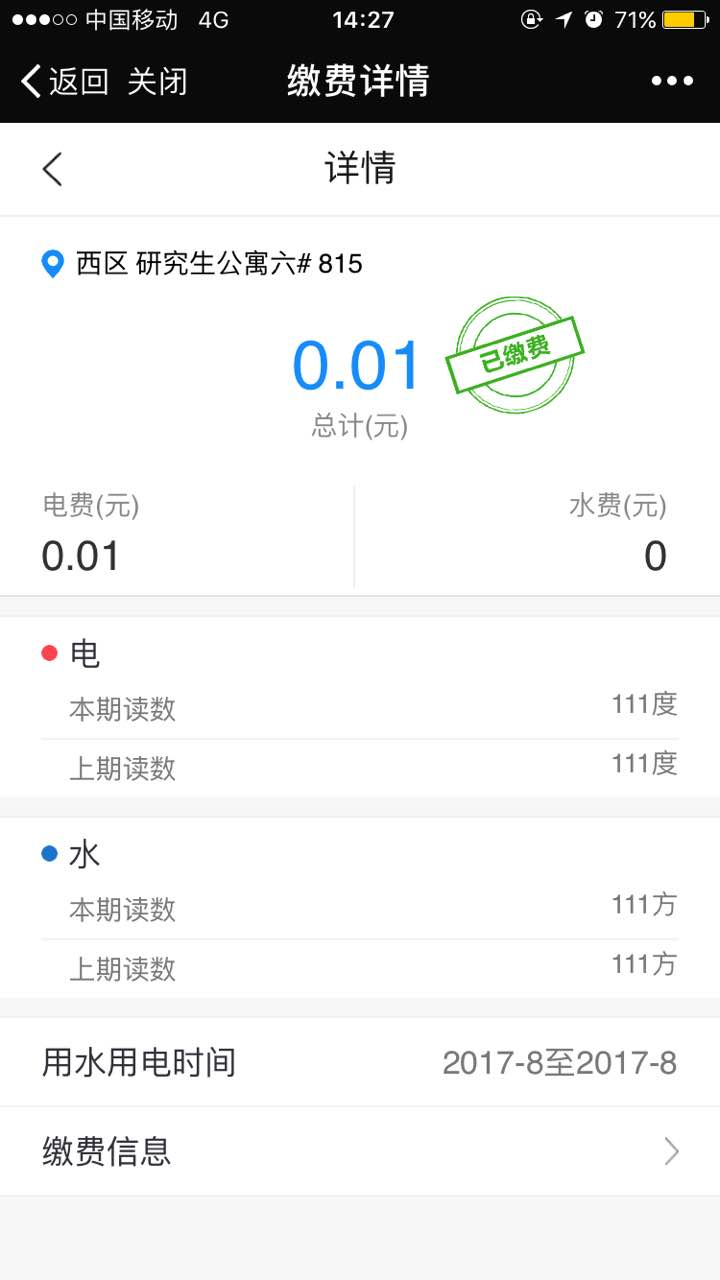 中国移动 4G 14:27 71%
返回 关闭 缴费详情
详情
西区 研究生公寓六# 815
0.01 已缴费
总计(元)
电费(元) 水费(元)
0.01 0
电
本期读数 111度
上期读数 111度
水
本期读数 111方
上期读数 111方
用水用电时间 2017-8至2017-8
缴费信息